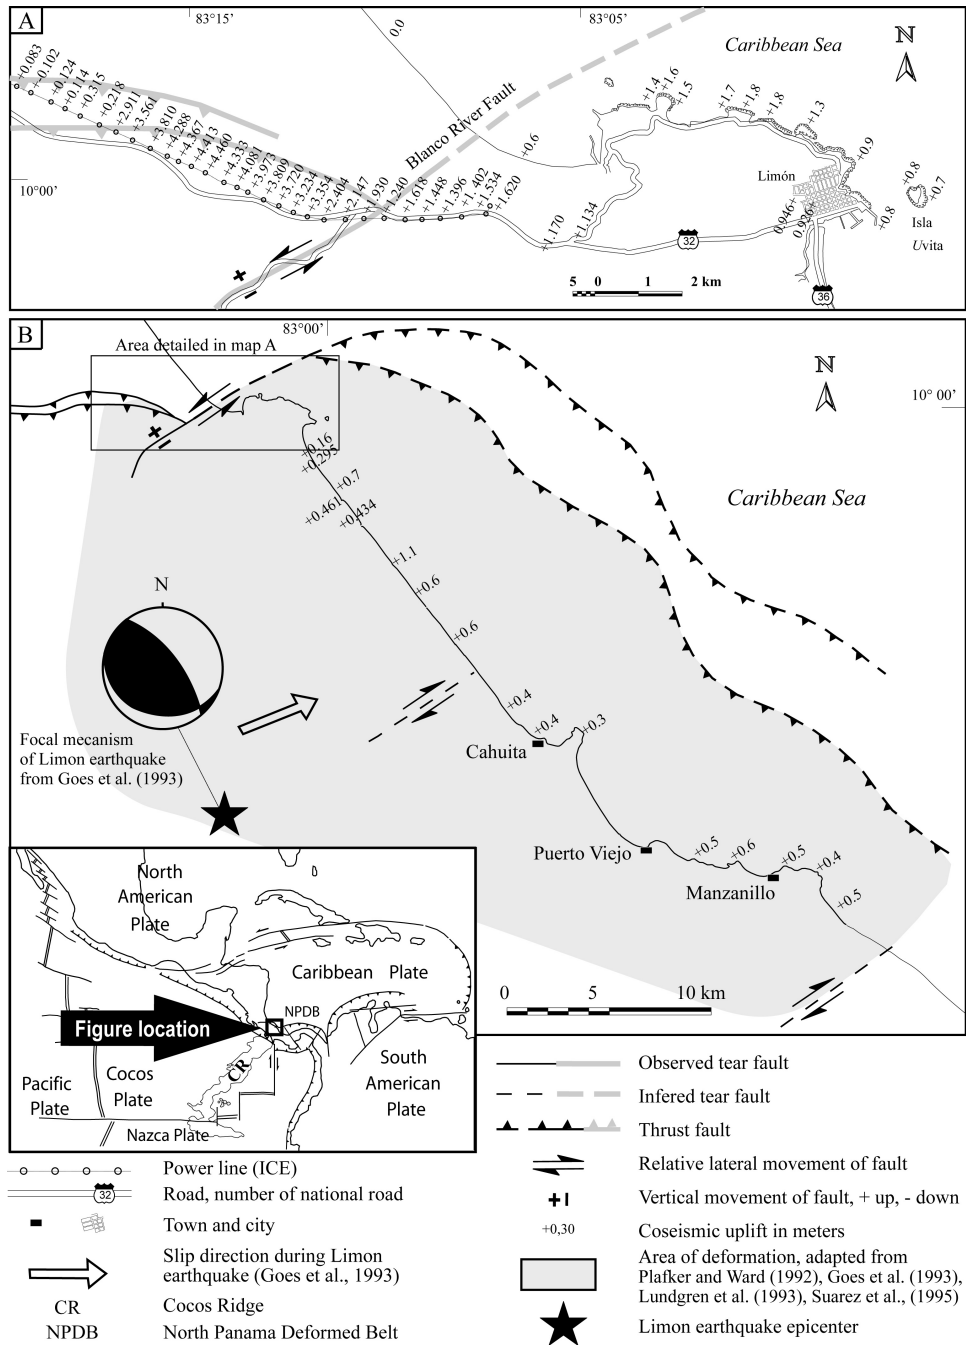 A
83°15'
83°05'
0.0
Caribbean Sea
N
+0.083
+-0.102
+0.124
+0.114
+0.315
+0.218
+2.911
+3.561
+3.810
+4.288
+4.367
+4.413
+4.460
+4.333
+4.081
+3.973
+3.809
+3.720
+3.224
+3.354
+2.404
+2.147
+1.240
+1.018
+1.448
+1.396
+1.402
+1.534
+1.620
Blanco River Fault
+0.6
+1.170
+1.134
+1.4
+1.6
+1.5
+1.7
+1,8
+1.8
+1.3
+0.9
+0.8
+0.7
+0.8
10°00'
Limón
0.946+
0.926+
Isla
Uvita
32
36
5 0 1 2 km
B
83°00'
Area detailed in map A
N
10° 00'
Caribbean Sea
+0.16
+0.295
+0.7
+0.461
+0.434
+1.1
+0.6
+0.6
+0.4
+0.4
+0.3
N
Focal mecanism
of Limon earthquake
from Goes et al. (1993)
Cahuita
Puerto Viejo
Manzanillo
+0.5
+0.6
+0.5
+0.4
+0.5
0 5 10 km
North
American
Plate
Caribbean Plate
NPDB
Figure location
CR
Cocos
Plate
Pacific
Plate
South
American
Plate
Nazca Plate
Observed tear fault
Infered tear fault
Thrust fault
Relative lateral movement of fault
Vertical movement of fault, + up, - down
+0,30 Coseismic uplift in meters
Area of deformation, adapted from
Plafker and Ward (1992), Goes et al. (1993),
Lundgren et al. (1993), Suarez et al., (1995)
Limon earthquake epicenter
Power line (ICE)
32 Road, number of national road
Town and city
Slip direction during Limon
earthquake (Goes et al., 1993)
CR Cocos Ridge
NPDB North Panama Deformed Belt